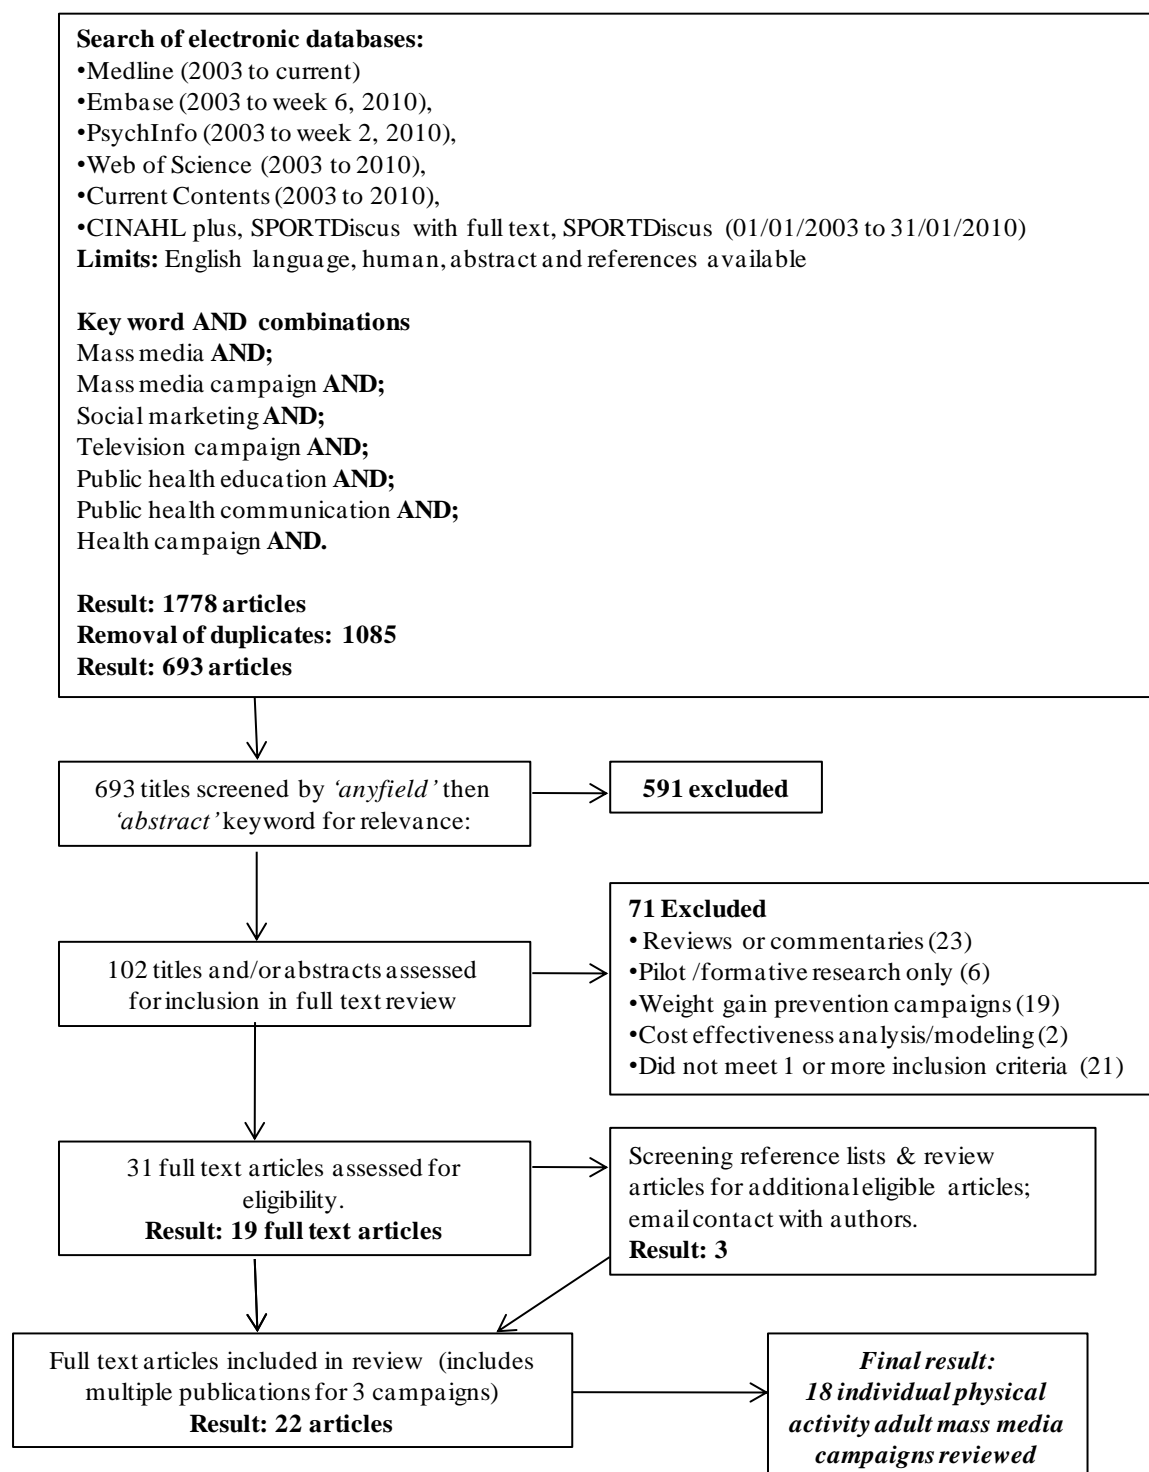 Search of electronic databases:
•Medline (2003 to current)
•Embase (2003 to week 6, 2010),
•PsychInfo (2003 to week 2, 2010),
•Web of Science (2003 to 2010),
•Current Contents (2003 to 2010),
•CINAHL plus, SPORTDiscus with full text, SPORTDiscus (01/01/2003 to 31/01/2010)
Limits: English language, human, abstract and references available
Key word AND combinations
Mass media AND;
Mass media campaign AND;
Social marketing AND;
Television campaign AND;
Public health education AND;
Public health communication AND;
Health campaign AND.
Result: 1778 articles
Removal of duplicates: 1085
Result: 693 articles
693 titles screened by ‘anyfield’ then
‘abstract’ keyword for relevance:
591 excluded
102 titles and/or abstracts assessed
for inclusion in full text review
71 Excluded
• Reviews or commentaries (23)
•Pilot /formative research only (6)
•Weight gain prevention campaigns (19)
•Cost effectiveness analysis/modeling (2)
•Did not meet 1 or more inclusion criteria (21)
31 full text articles assessed for
eligibility.
Result: 19 full text articles
Screening reference lists & review
articles for additional eligible articles;
email contact with authors.
Result: 3
Full text articles included in review (includes
multiple publications for 3 campaigns)
Result: 22 articles
Final result:
18 individual physical
activity adult mass media
campaigns reviewed